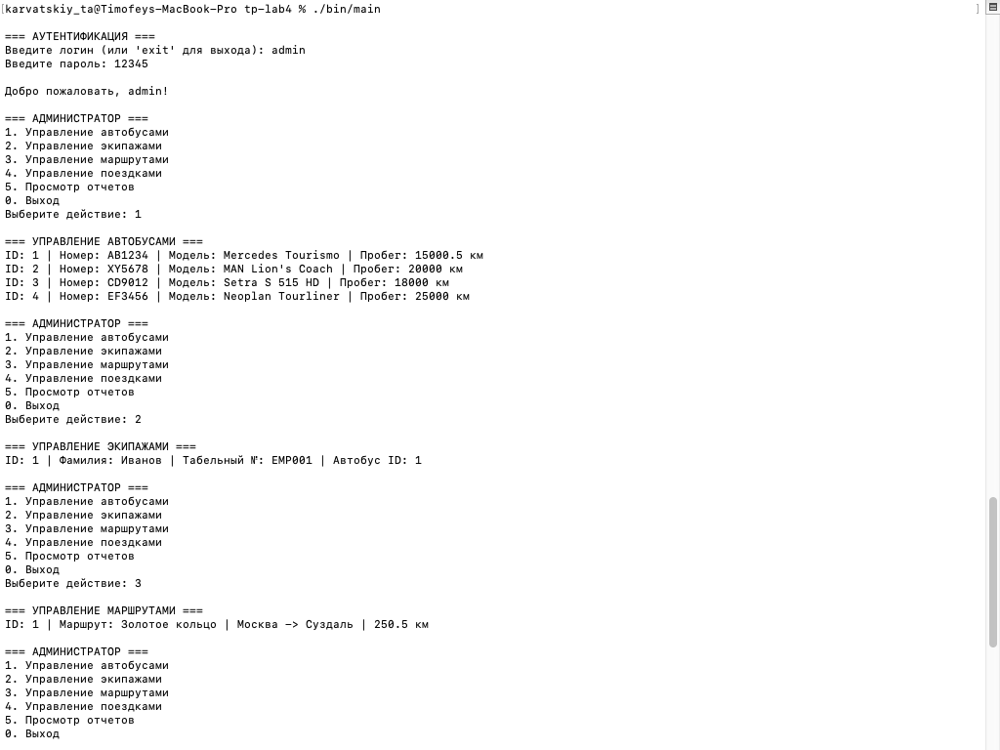 [karvatskiy_ta@Timofeys-MacBook-Pro tp-lab4 % ./bin/main ]
=== АУТЕНТИФИКАЦИЯ ===
Введите логин (или 'exit' для выхода): admin
Введите пароль: 12345
Добро пожаловать, admin!
=== АДМИНИСТРАТОР ===
1. Управление автобусами
2. Управление экипажами
3. Управление маршрутами
4. Управление поездками
5. Просмотр отчетов
0. Выход
Выберите действие: 1
=== УПРАВЛЕНИЕ АВТОБУСАМИ ===
ID: 1 | Номер: AB1234 | Модель: Mercedes Tourismo | Пробег: 15000.5 км
ID: 2 | Номер: XY5678 | Модель: MAN Lion's Coach | Пробег: 20000 км
ID: 3 | Номер: CD9012 | Модель: Setra S 515 HD | Пробег: 18000 км
ID: 4 | Номер: EF3456 | Модель: Neoplan Tourliner | Пробег: 25000 км
=== АДМИНИСТРАТОР ===
1. Управление автобусами
2. Управление экипажами
3. Управление маршрутами
4. Управление поездками
5. Просмотр отчетов
0. Выход
Выберите действие: 2
=== УПРАВЛЕНИЕ ЭКИПАЖАМИ ===
ID: 1 | Фамилия: Иванов | Табельный №: EMP001 | Автобус ID: 1
=== АДМИНИСТРАТОР ===
1. Управление автобусами
2. Управление экипажами
3. Управление маршрутами
4. Управление поездками
5. Просмотр отчетов
0. Выход
Выберите действие: 3
=== УПРАВЛЕНИЕ МАРШРУТАМИ ===
ID: 1 | Маршрут: Золотое кольцо | Москва -> Суздаль | 250.5 км
=== АДМИНИСТРАТОР ===
1. Управление автобусами
2. Управление экипажами
3. Управление маршрутами
4. Управление поездками
5. Просмотр отчетов
0. Выход